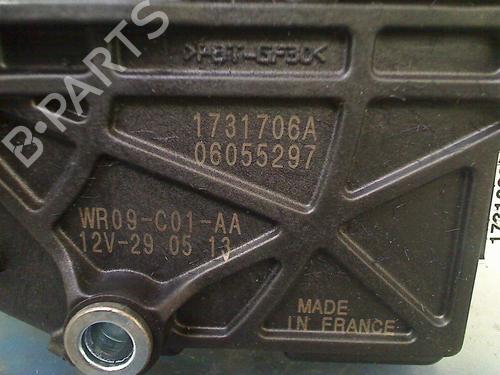 >PBT-GF30<
1731706A
06055297
WR09-C01-AA
12V-29 05 13
MADE
IN FRANCE
B-PARTS